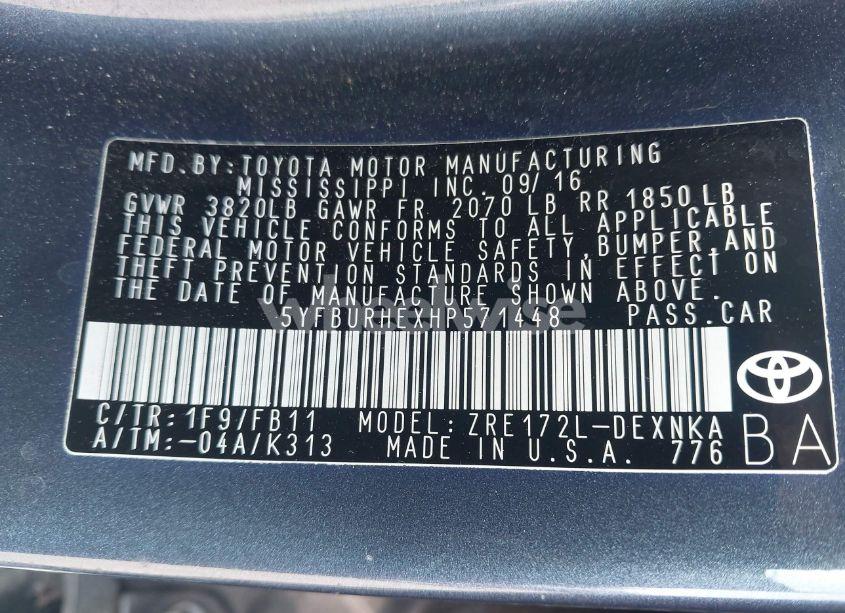 MFD.BY:TOYOTA MOTOR MANUFACTURING
MISSISSIPPI INC. 09/16
GVWR 3820LB GAWR FR 2070 LB RR 1850LB
THIS VEHICLE CONFORMS TO ALL APPLICABLE
FEDERAL MOTOR VEHICLE SAFETY,BUMPER,AND
THEFT PREVENTION STANDARDS IN EFFECT ON
THE DATE OF MANUFACTURE SHOWN ABOVE.
5YFBURHEXHP571448 PASS.CAR
wheelwise
C/TR:1F9/FB11 MODEL:ZRE172L-DEXNKA
A/TM:-04A/K313 MADE IN U.S.A. 776
BA